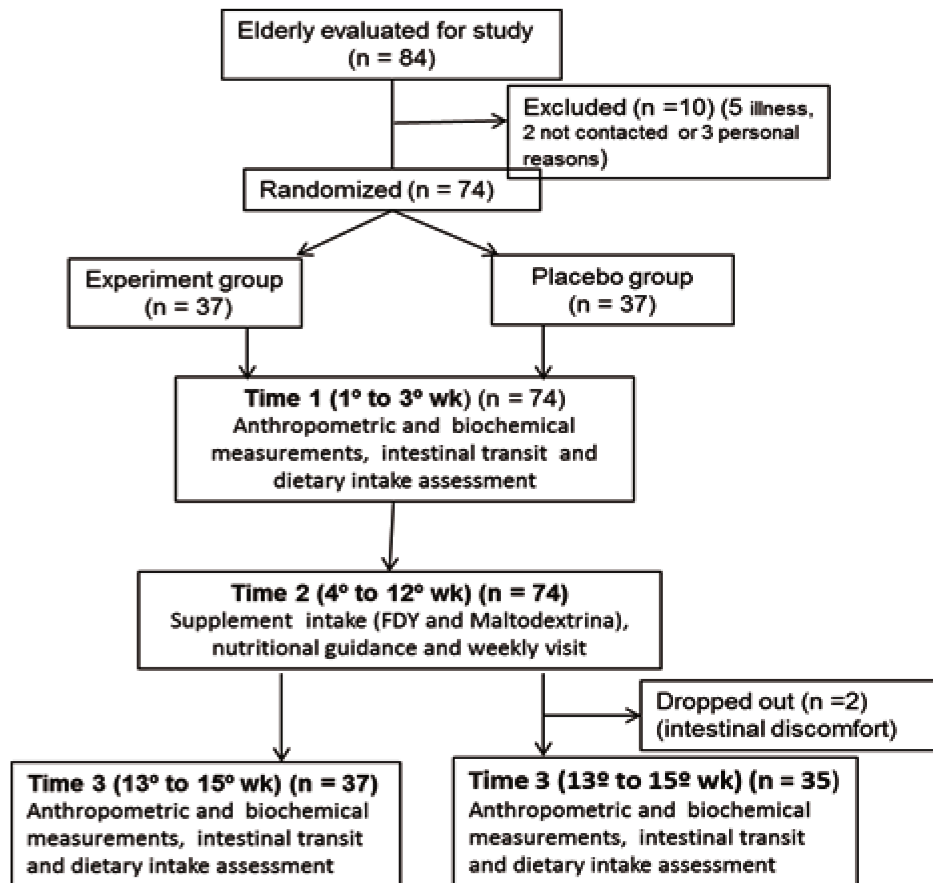 Elderly evaluated for study
(n = 84)
Excluded (n =10) (5 illness,
2 not contacted or 3 personal
reasons)
Randomized (n = 74)
Experiment group
(n = 37)
Placebo group
(n = 37)
Time 1 (1º to 3º wk) (n = 74)
Anthropometric and biochemical
measurements, intestinal transit and
dietary intake assessment
Time 2 (4º to 12º wk) (n = 74)
Supplement intake (FDY and Maltodextrina),
nutritional guidance and weekly visit
Dropped out (n =2)
(intestinal discomfort)
Time 3 (13º to 15º wk) (n = 37)
Anthropometric and biochemical
measurements, intestinal transit
and dietary intake assessment
Time 3 (13º to 15º wk) (n = 35)
Anthropometric and biochemical
measurements, intestinal transit
and dietary intake assessment